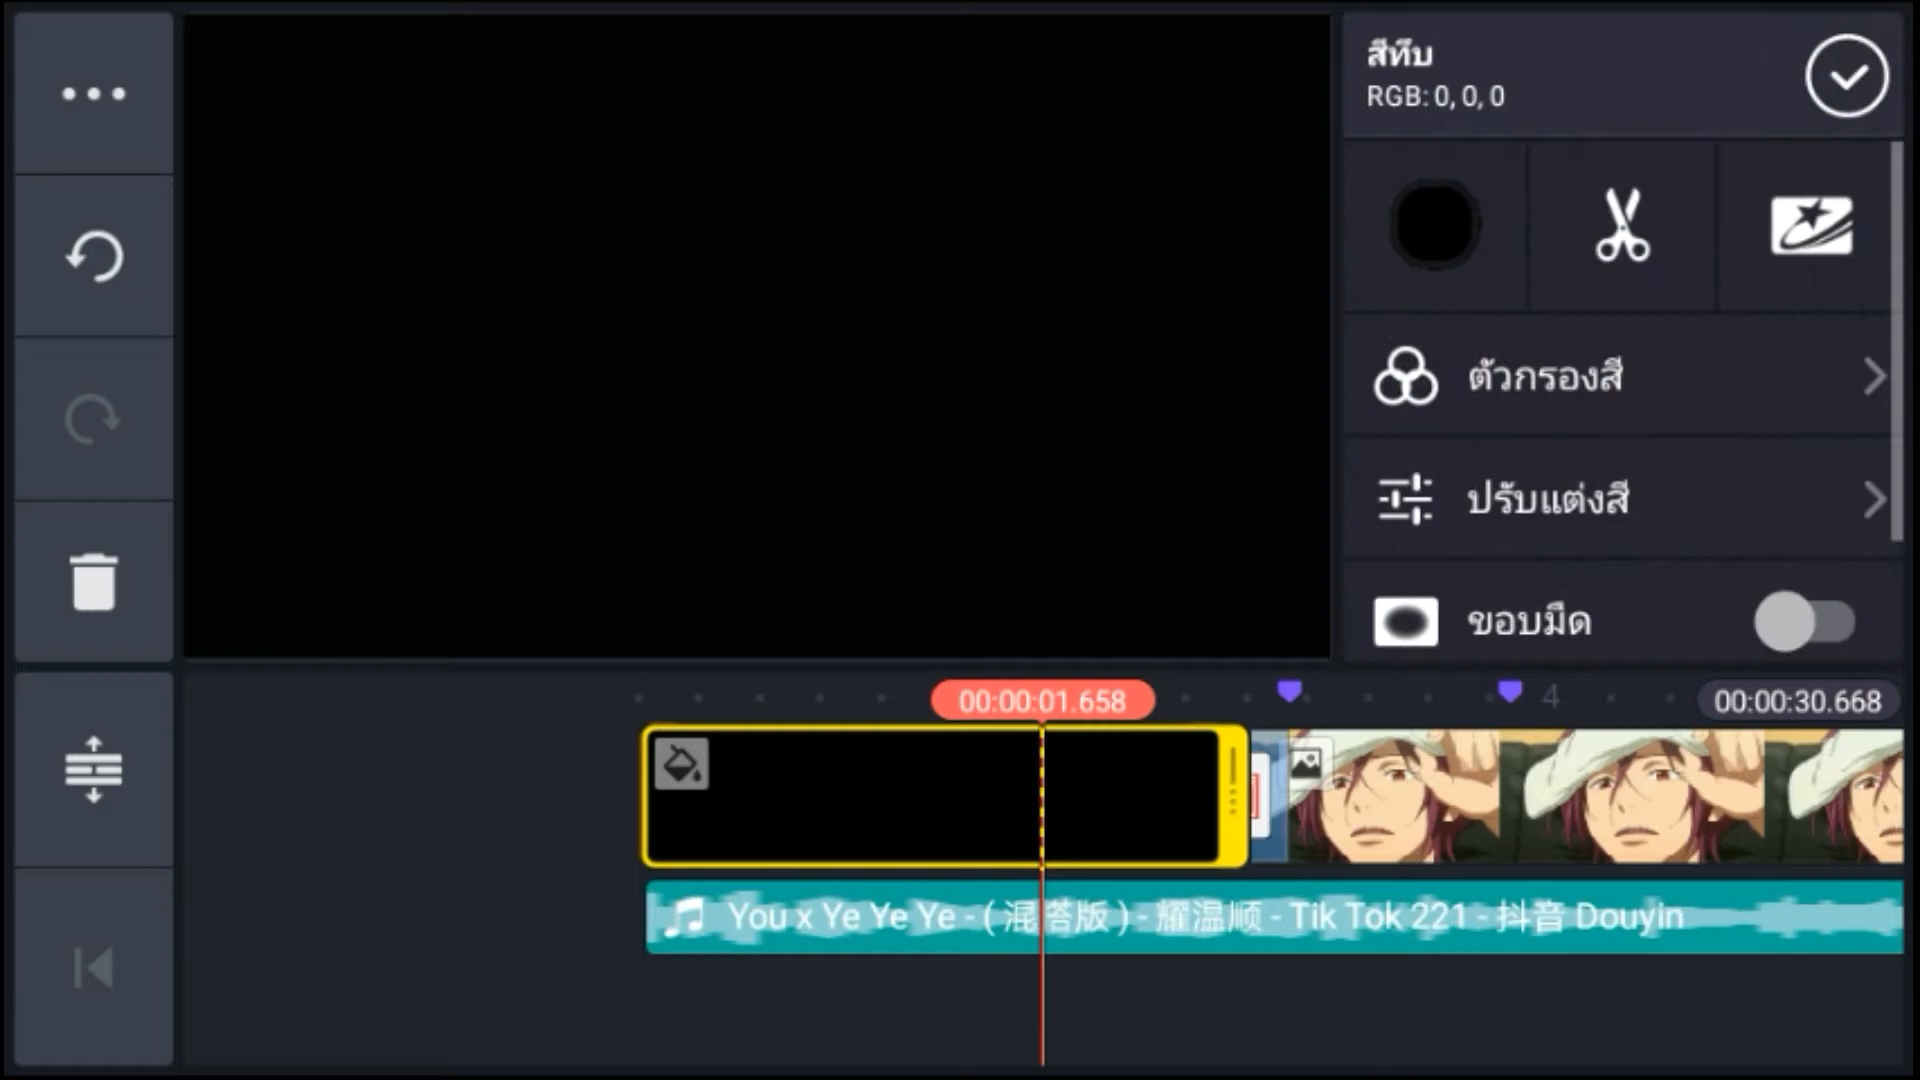 สีทึบ
RGB: 0, 0, 0
ตัวกรองสี
ปรับแต่งสี
ขอบมืด
00:00:01.658
4
00:00:30.668
You x Ye Ye Ye - ( 混搭版 ) - 耀温顺 - Tik Tok 221 - 抖音 Douyin